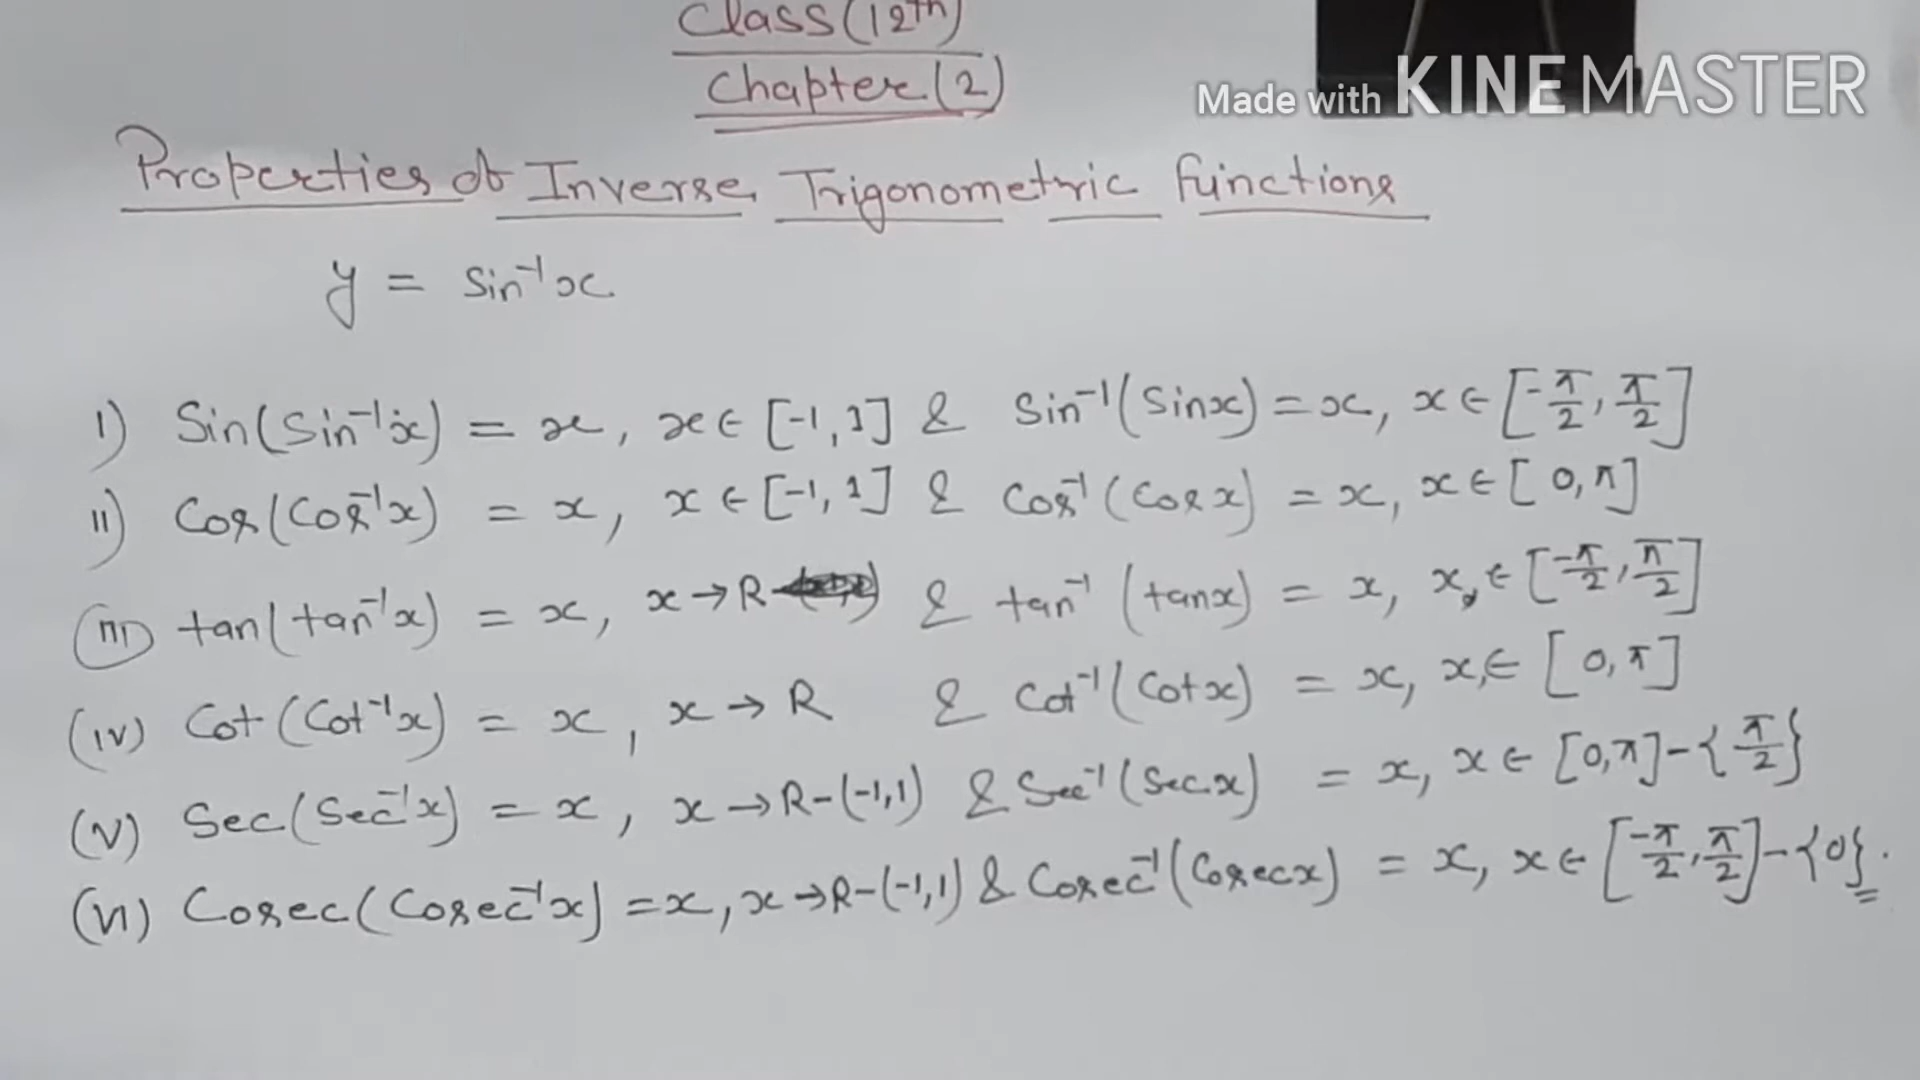 Class (12th)
Chapter (2)
Made with KINEMASTER
Properties of Inverse Trigonometric functions
y = Sin⁻¹x
i) Sin(Sin⁻¹x) = x, x ∈ [-1, 1] & Sin⁻¹(Sinx) = x, x ∈ [-π/2, π/2]
ii) Cos(Cos⁻¹x) = x, x ∈ [-1, 1] & Cos⁻¹(Cosx) = x, x ∈ [0, π]
(iii) tan(tan⁻¹x) = x, x → R & tan⁻¹(tanx) = x, x ∈ [-π/2, π/2]
(iv) Cot(Cot⁻¹x) = x, x → R & Cot⁻¹(Cotx) = x, x ∈ [0, π]
(v) Sec(Sec⁻¹x) = x, x → R-(-1,1) & Sec⁻¹(Secx) = x, x ∈ [0, π]-{π/2}
(vi) Cosec(Cosec⁻¹x) = x, x → R-(-1,1) & Cosec⁻¹(Cosecx) = x, x ∈ [-π/2, π/2]-{0}.